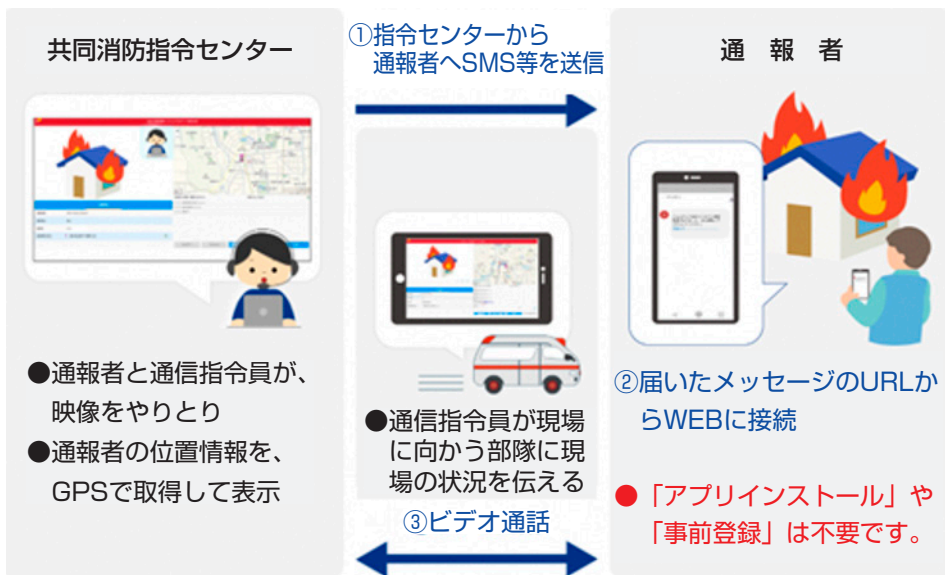 共同消防指令センター
①指令センターから
通報者へSMS等を送信
通報者
●通報者と通信指令員が、
映像をやりとり
●通報者の位置情報を、
GPSで取得して表示
●通信指令員が現場
に向かう部隊に現
場の状況を伝える
③ビデオ通話
②届いたメッセージのURLか
らWEBに接続
●「アプリインストール」や
「事前登録」は不要です。